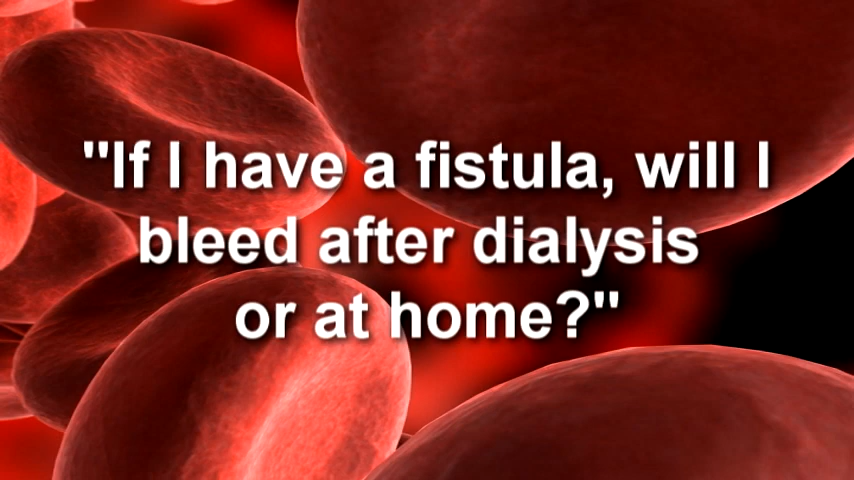 "If I have a fistula, will I
bleed after dialysis
or at home?"